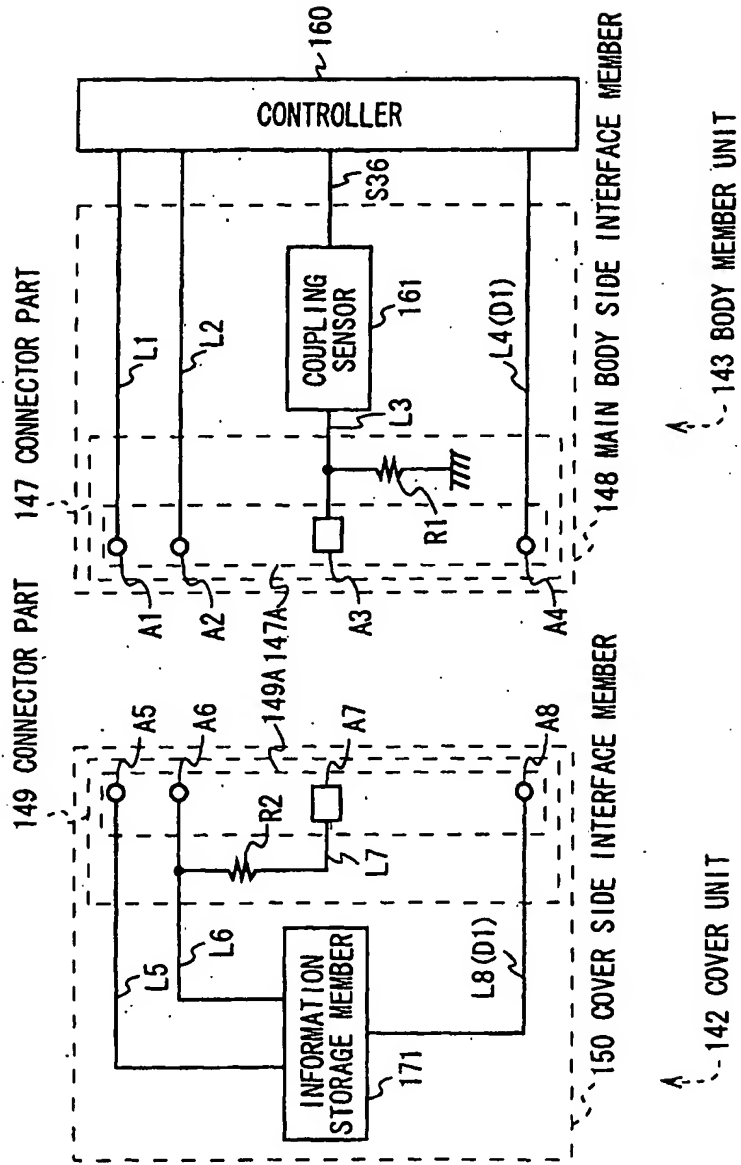 149 CONNECTOR PART
147 CONNECTOR PART
160
CONTROLLER
L1
L2
S36
COUPLING
SENSOR
161
L3
R1
L4(D1)
A1
A2
A3
A4
147A
149A
A5
A6
A7
A8
R2
L7
L5
L6
INFORMATION
STORAGE MEMBER
171
L8(D1)
150 COVER SIDE INTERFACE MEMBER
148 MAIN BODY SIDE INTERFACE MEMBER
142 COVER UNIT
143 BODY MEMBER UNIT